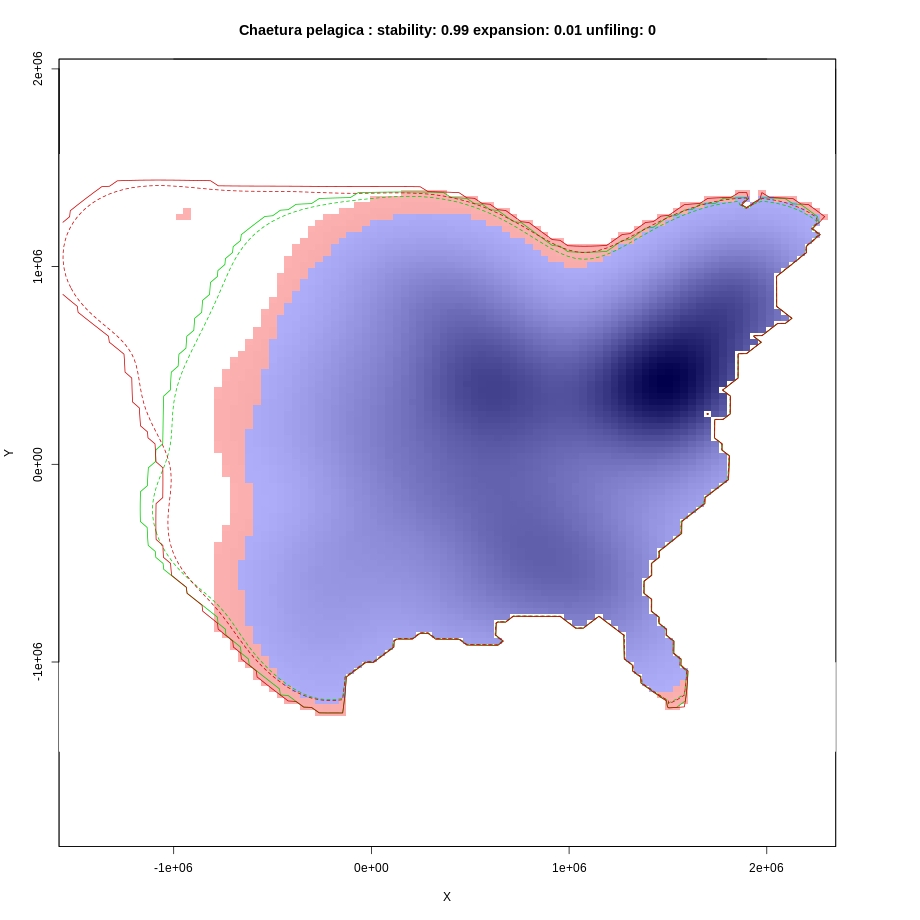 Chaetura pelagica : stability: 0.99 expansion: 0.01 unfiling: 0
2e+06
1e+06
0e+00
-1e+06
Y
-1e+06 0e+00 1e+06 2e+06
X